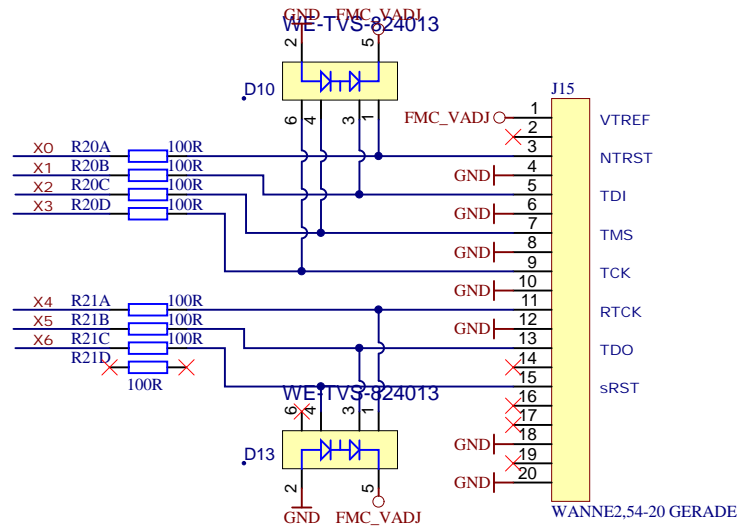 GND FMC_VADJ
WE-TVS-824013
2 5
D10
6 4 3 1
J15
FMC_VADJ 1 VTREF
2
X0 R20A 100R 3 NTRST
X1 R20B 100R GND 4
X2 R20C 100R 5 TDI
X3 R20D 100R GND 6
7 TMS
GND 8
9 TCK
GND 10
X4 R21A 100R 11 RTCK
X5 R21B 100R GND 12
X6 R21C 100R 13 TDO
R21D 14
100R 15 sRST
WE-TVS-824013
6 4 3 1
16
17
D13 GND 18
19
2 5 GND 20
GND FMC_VADJ
WANNE2,54-20 GERADE